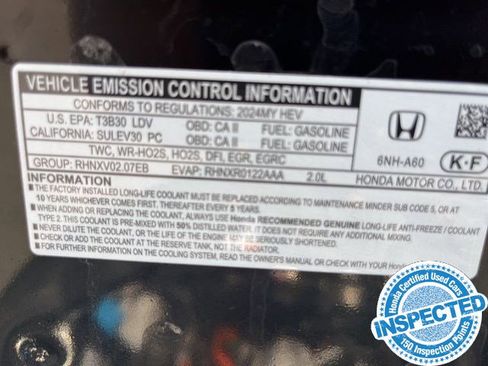 VEHICLE EMISSION CONTROL INFORMATION
CONFORMS TO REGULATIONS: 2024MY HEV
U.S. EPA: T3B30 LDV OBD: CA II FUEL: GASOLINE
CALIFORNIA: SULEV30 PC OBD: CA II FUEL: GASOLINE
TWC, WR-HO2S, HO2S, DFI, EGR, EGRC
GROUP: RHNXV02.07EB EVAP: RHNXR0122AAA 2.0L
6NH-A60 K-F
HONDA MOTOR CO., LTD.
INFORMATION
■ THE FACTORY INSTALLED LONG-LIFE COOLANT MUST BE REPLACED ACCORDING TO MAINTENANCE MINDER SUB CODE 5, OR AT
10 YEARS WHICHEVER COMES FIRST. THEREAFTER EVERY 5 YEARS.
■ WHEN ADDING OR REPLACING THE COOLANT, USE Honda RECOMMENDED GENUINE LONG-LIFE ANTI-FREEZE / COOLANT
TYPE 2. THIS COOLANT IS PRE-MIXED WITH 50% DISTILLED WATER. IT DOES NOT REQUIRE ANY ADDITIONAL MIXING.
■ NEVER DILUTE THE COOLANT, OR THE LIFE OF THE ENGINE MAY BE SERIOUSLY IMPACTED.
■ CHECK OR ADD THE COOLANT AT THE RESERVE TANK, NOT THE RADIATOR.
■ FOR FURTHER INFORMATION ON THE COOLING SYSTEM, READ THE OWNER'S MANUAL OR CHECK WITH Honda
Honda Certified Used Cars
INSPECTED
150 Inspection Points